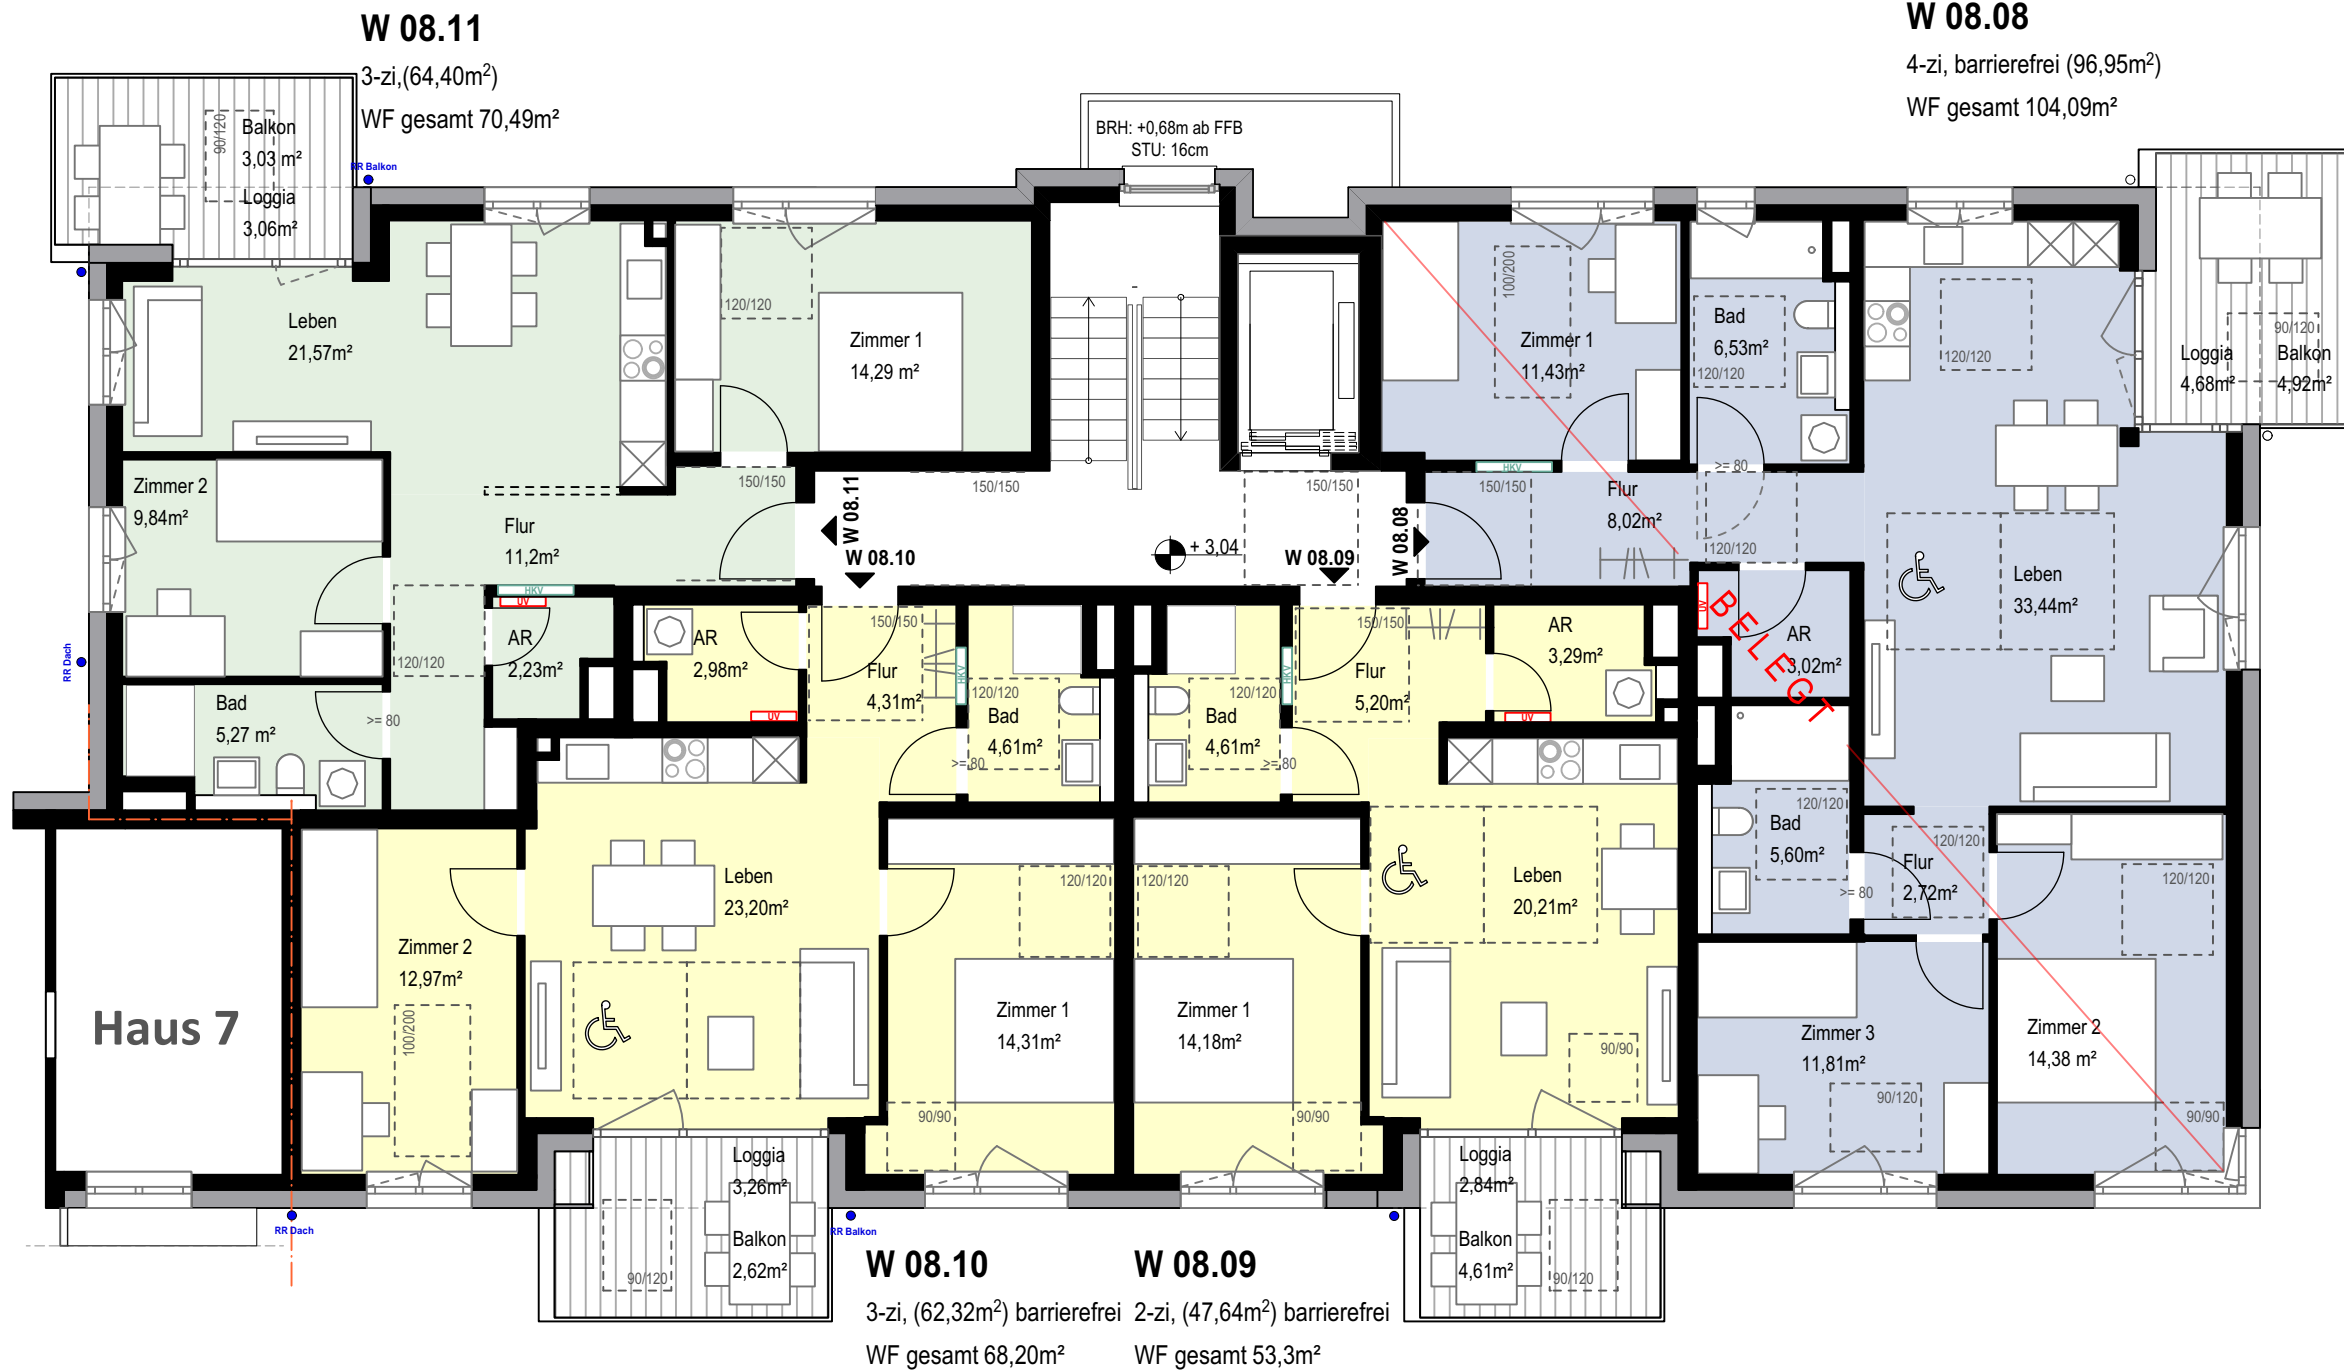 W 08.11
3-zi,(64,40m²)
WF gesamt 70,49m²
W 08.08
4-zi, barrierefrei (96,95m²)
WF gesamt 104,09m²
BRH: +0,68m ab FFB
STU: 16cm
90/120
Balkon
3,03 m²
Loggia
3,06m²
RR Balkon
Leben
21,57m²
120/120
Zimmer 1
14,29 m²
100/200
Zimmer 1
11,43m²
Bad
6,53m²
120/120
120/120
90/120
Loggia
4,68m²
Balkon
4,92m²
Zimmer 2
9,84m²
Flur
11,2m²
150/150
W 08.11
150/150
150/150
W 08.08
HKV
150/150
Flur
8,02m²
>= 80
120/120
W 08.10
+ 3,04
W 08.09
Leben
33,44m²
HKV
UV
AR
2,23m²
120/120
RR Dach
AR
2,98m²
UV
150/150
Flur
4,31m²
HKV
120/120
Bad
4,61m²
>= 80
120/120
Bad
4,61m²
>= 80
HKV
150/150
Flur
5,20m²
AR
3,29m²
UV
UV
BELEGT
AR
3,02m²
Bad
5,27 m²
>= 80
120/120
Bad
5,60m²
>= 80
120/120
Flur
2,72m²
120/120
Leben
23,20m²
120/120
120/120
Leben
20,21m²
Zimmer 2
12,97m²
100/200
Haus 7
Zimmer 1
14,31m²
90/90
Zimmer 1
14,18m²
90/90
90/90
Zimmer 3
11,81m²
90/120
Zimmer 2
14,38 m²
90/90
Loggia
3,26m²
Balkon
2,62m²
90/120
Loggia
2,84m²
Balkon
4,61m²
90/120
RR Dach
RR Balkon
W 08.10
3-zi, (62,32m²) barrierefrei
WF gesamt 68,20m²
W 08.09
2-zi, (47,64m²) barrierefrei
WF gesamt 53,3m²